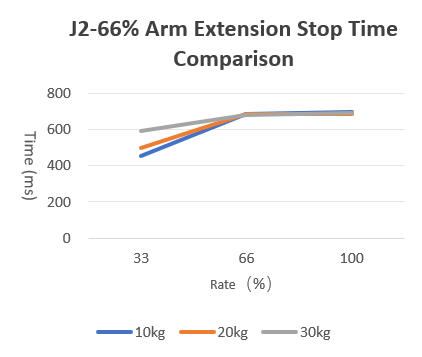 J2-66% Arm Extension Stop Time
Comparison
800
600
400
200
0
Time (ms)
33 66 100
Rate （%）
10kg 20kg 30kg